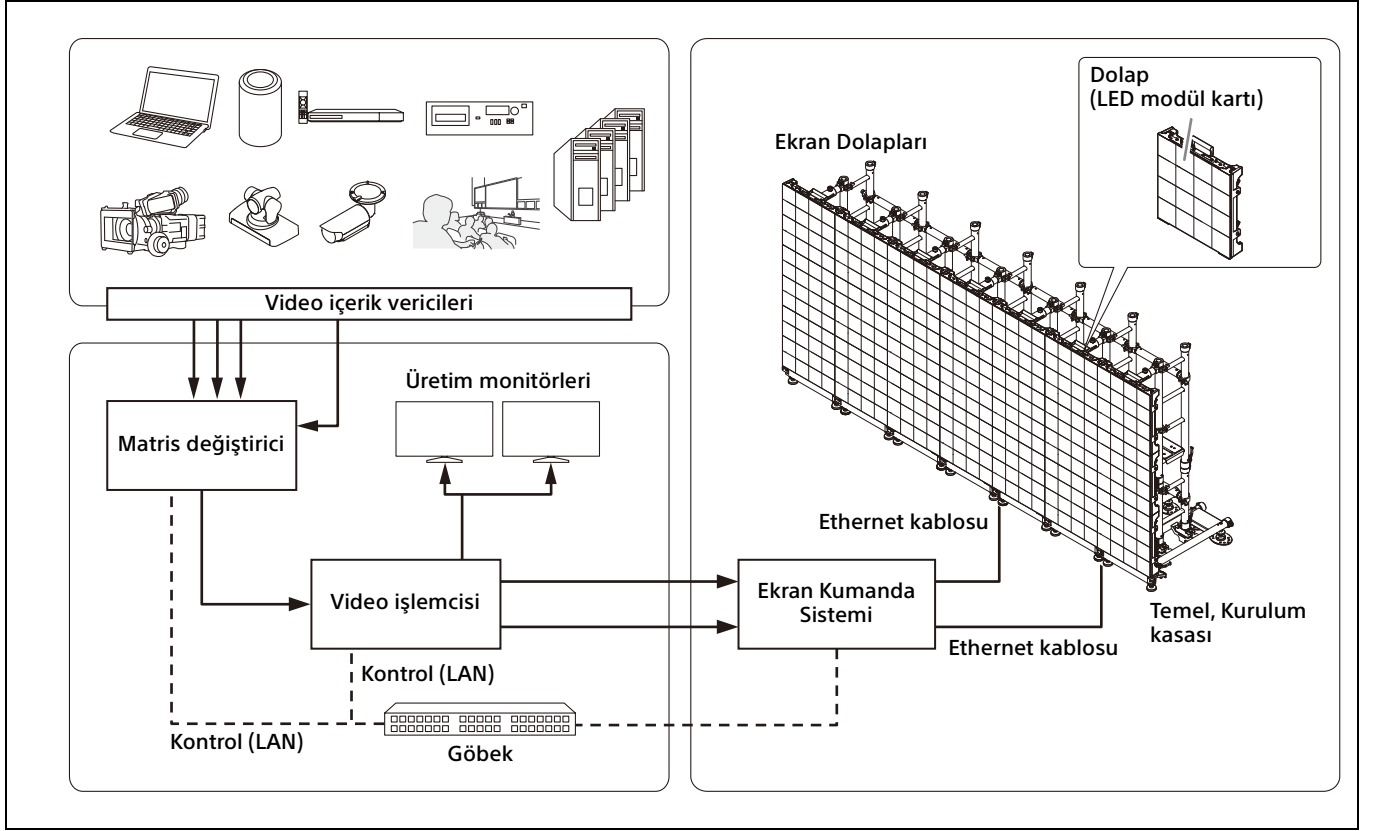 Dolap
(LED modül kartı)
Ekran Dolapları
Video içerik vericileri
Üretim monitörleri
Matris değiştirici
Ethernet kablosu
Video işlemcisi
Ekran Kumanda
Sistemi
Temel, Kurulum
kasası
Ethernet kablosu
Kontrol (LAN)
Kontrol (LAN)
Göbek